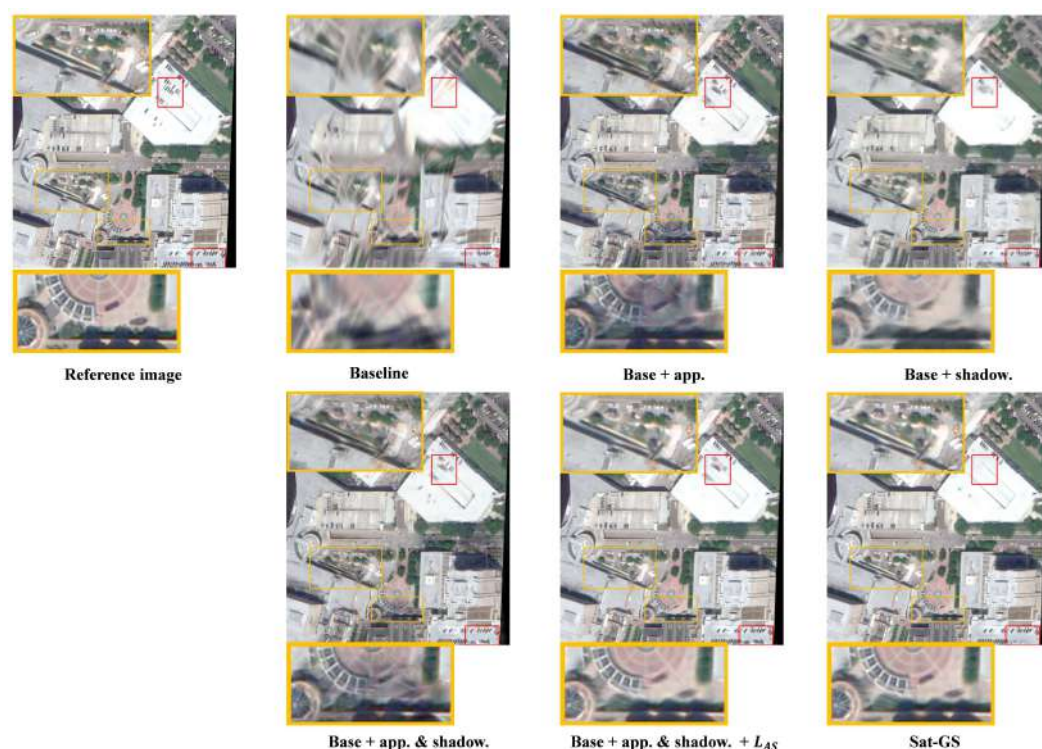 Reference image
Baseline
Base + app.
Base + shadow.
Base + app. & shadow.
Base + app. & shadow. + L_AS
Sat-GS